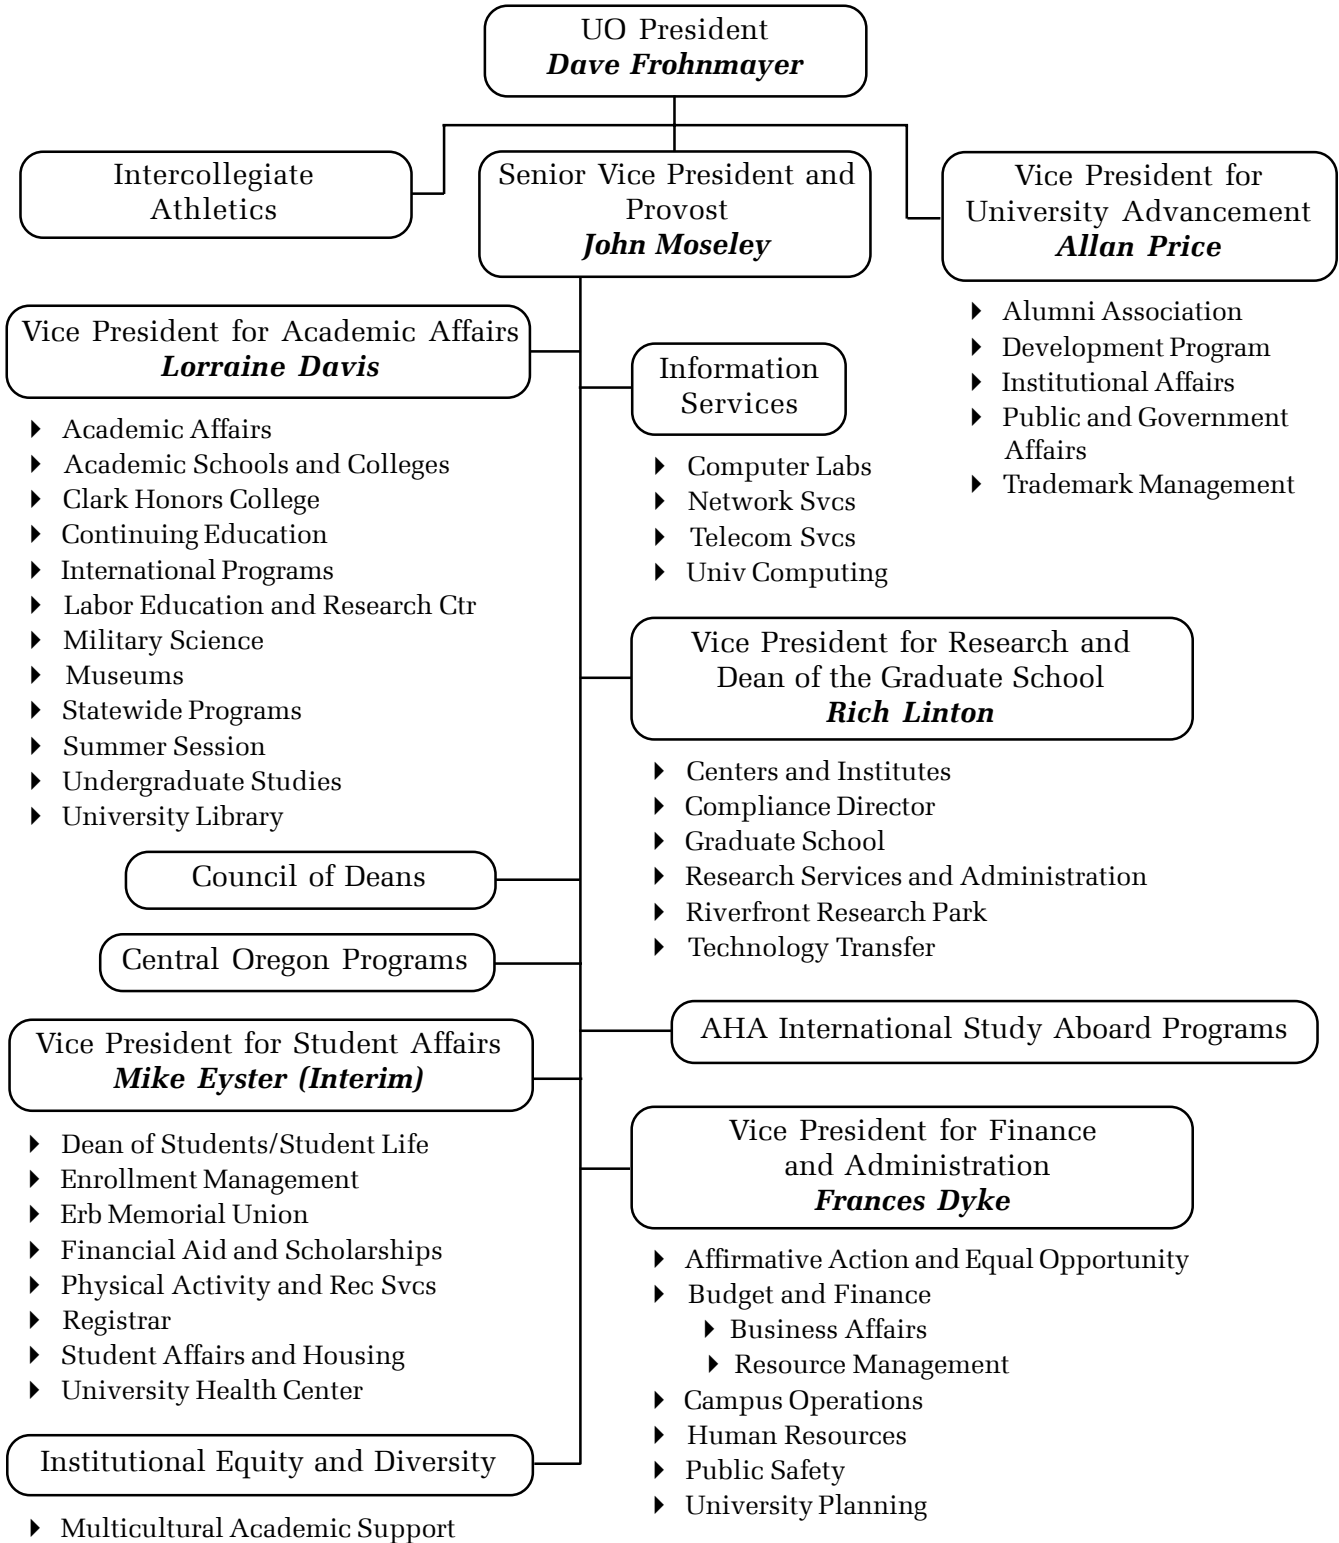 UO President
Dave Frohnmayer
Intercollegiate
Athletics
Senior Vice President and
Provost
John Moseley
Vice President for
University Advancement
Allan Price
Alumni Association
Development Program
Institutional Affairs
Public and Government
Affairs
Trademark Management
Vice President for Academic Affairs
Lorraine Davis
Academic Affairs
Academic Schools and Colleges
Clark Honors College
Continuing Education
International Programs
Labor Education and Research Ctr
Military Science
Museums
Statewide Programs
Summer Session
Undergraduate Studies
University Library
Information
Services
Computer Labs
Network Svcs
Telecom Svcs
Univ Computing
Vice President for Research and
Dean of the Graduate School
Rich Linton
Centers and Institutes
Compliance Director
Graduate School
Research Services and Administration
Riverfront Research Park
Technology Transfer
Council of Deans
Central Oregon Programs
AHA International Study Aboard Programs
Vice President for Student Affairs
Mike Eyster (Interim)
Dean of Students/Student Life
Enrollment Management
Erb Memorial Union
Financial Aid and Scholarships
Physical Activity and Rec Svcs
Registrar
Student Affairs and Housing
University Health Center
Vice President for Finance
and Administration
Frances Dyke
Affirmative Action and Equal Opportunity
Budget and Finance
Business Affairs
Resource Management
Campus Operations
Human Resources
Public Safety
University Planning
Institutional Equity and Diversity
Multicultural Academic Support